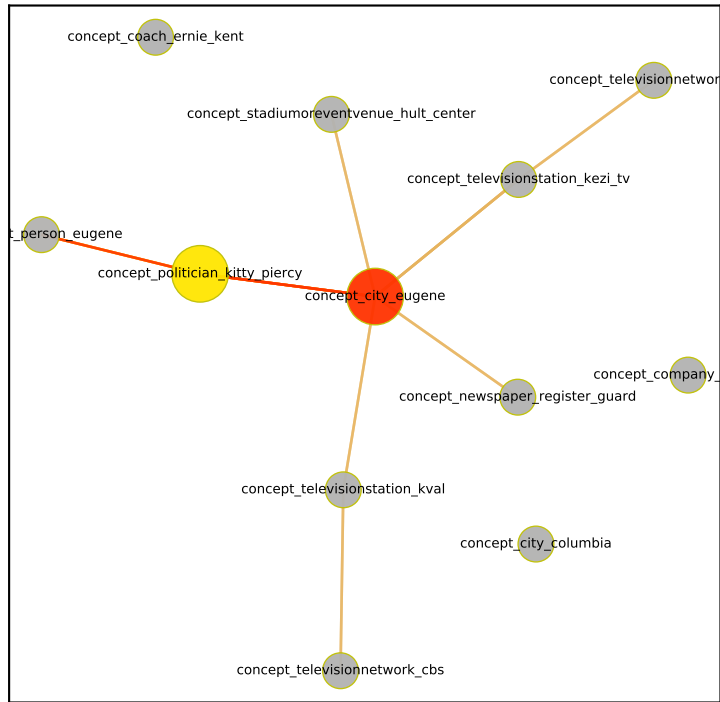 concept_coach_ernie_kent
concept_televisionnetwor
concept_stadiumoreventvenue_hult_center
concept_televisionstation_kezi_tv
t_person_eugene
concept_politician_kitty_piercy
concept_city_eugene
concept_company_
concept_newspaper_register_guard
concept_televisionstation_kval
concept_city_columbia
concept_televisionnetwork_cbs